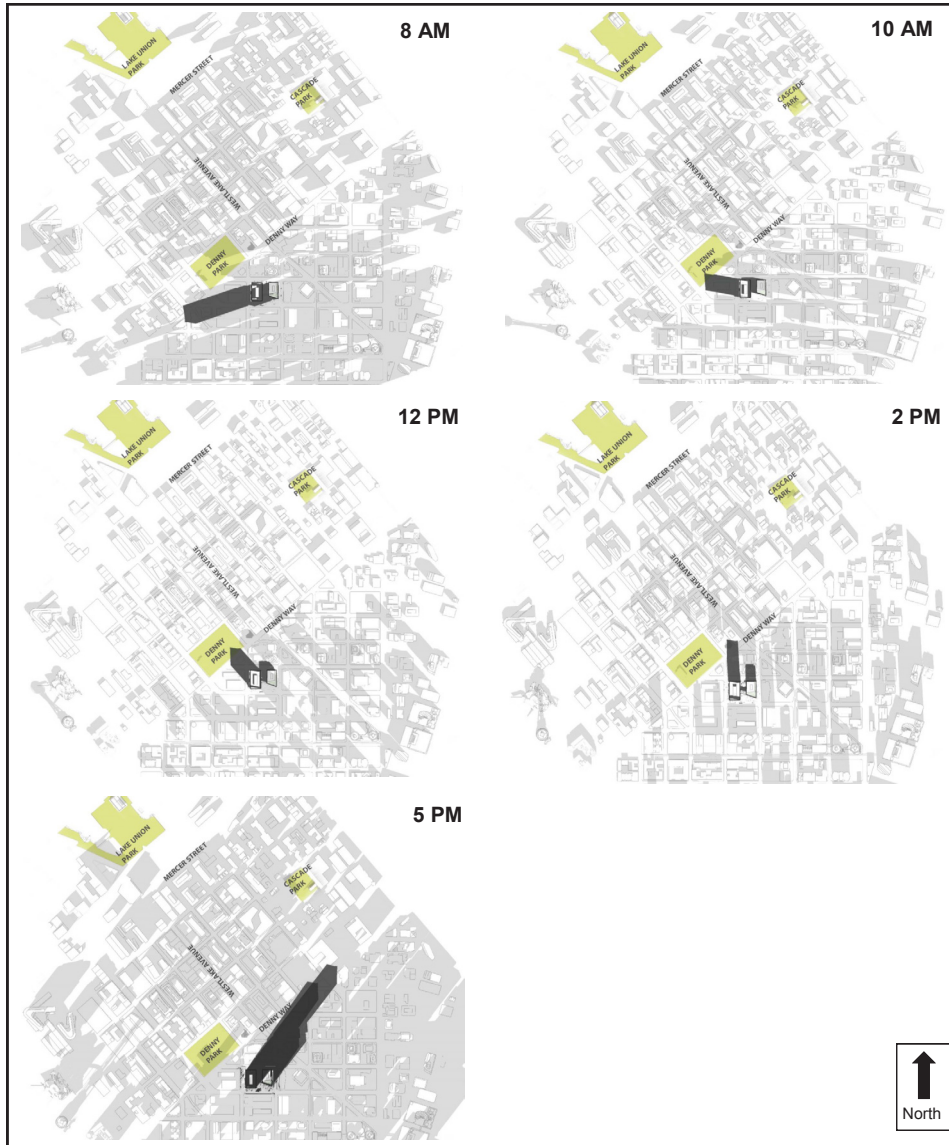 8 AM
LAKE UNION
PARK
MERCER STREET
CASCADE
PARK
WESTLAKE AVENUE
DENNY WAY
DENNY
PARK
10 AM
LAKE UNION
PARK
MERCER STREET
CASCADE
PARK
WESTLAKE AVENUE
DENNY WAY
DENNY
PARK
12 PM
LAKE UNION
PARK
MERCER STREET
CASCADE
PARK
WESTLAKE AVENUE
DENNY WAY
DENNY
PARK
2 PM
LAKE UNION
PARK
MERCER STREET
CASCADE
PARK
WESTLAKE AVENUE
DENNY WAY
DENNY
PARK
5 PM
LAKE UNION
PARK
MERCER STREET
CASCADE
PARK
WESTLAKE AVENUE
DENNY WAY
DENNY
PARK
North